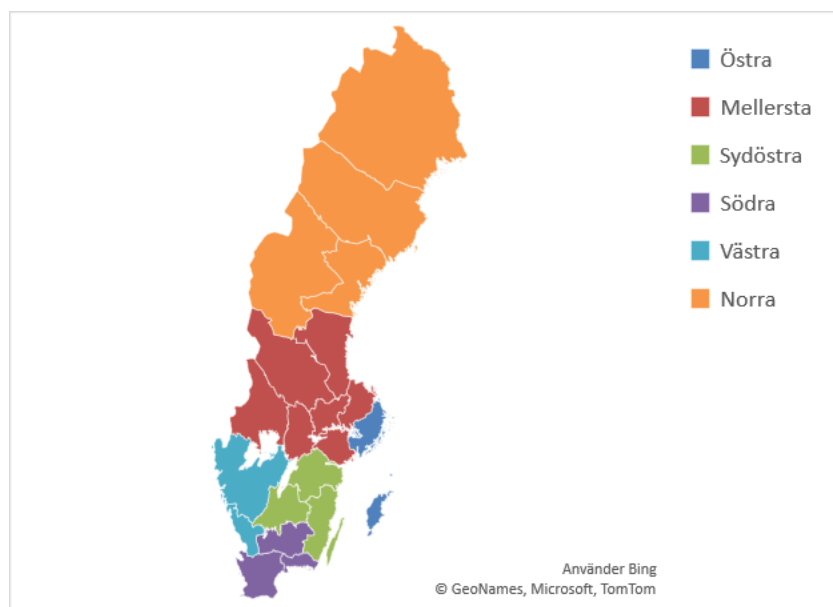 Östra
Mellersta
Sydöstra
Södra
Västra
Norra
Använder Bing
© GeoNames, Microsoft, TomTom